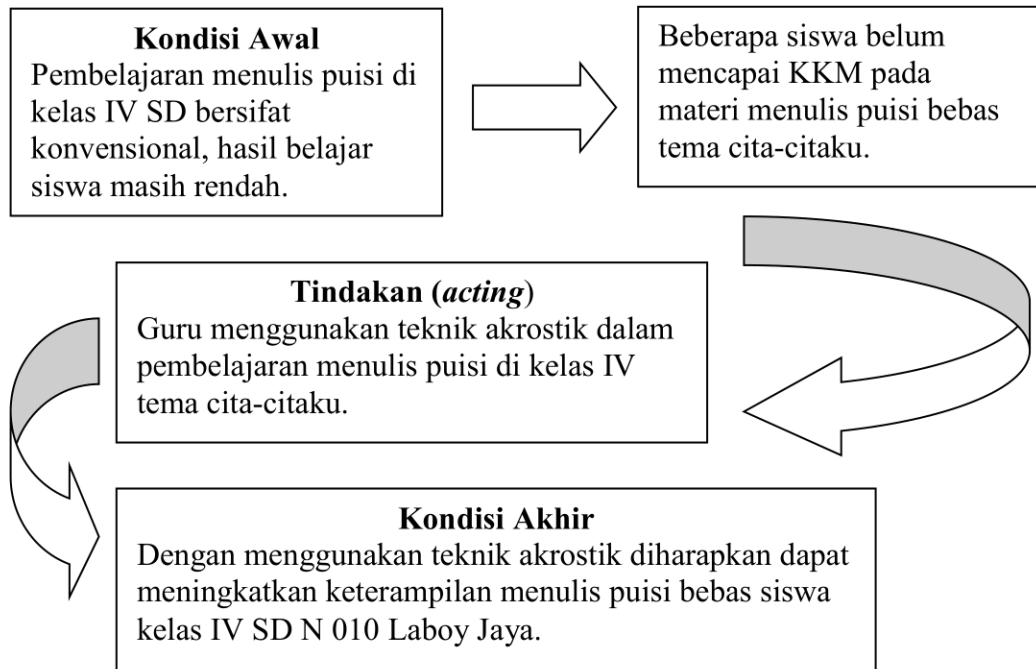 Kondisi Awal
Pembelajaran menulis puisi di
kelas IV SD bersifat
konvensional, hasil belajar
siswa masih rendah.
Beberapa siswa belum
mencapai KKM pada
materi menulis puisi bebas
tema cita-citaku.
Tindakan (acting)
Guru menggunakan teknik akrostik dalam
pembelajaran menulis puisi di kelas IV
tema cita-citaku.
Kondisi Akhir
Dengan menggunakan teknik akrostik diharapkan dapat
meningkatkan keterampilan menulis puisi bebas siswa
kelas IV SD N 010 Laboy Jaya.